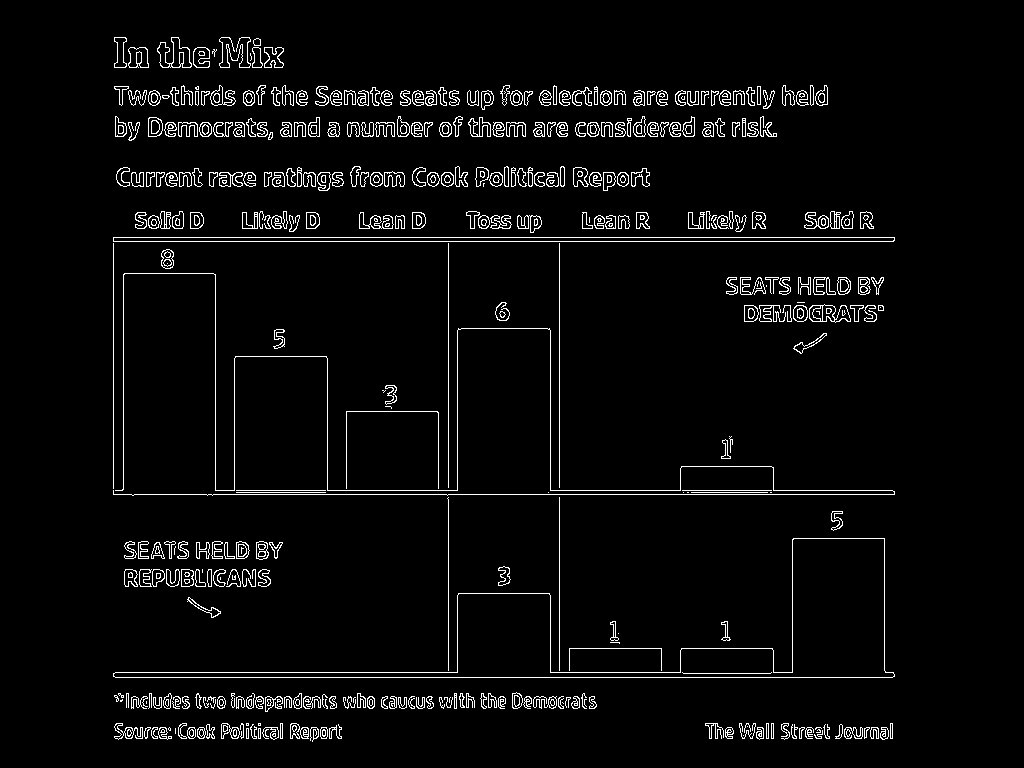 In the Mix
Two-thirds of the Senate seats up for election are currently held
by Democrats, and a number of them are considered at risk.
Current race ratings from Cook Political Report
Solid D Likely D Lean D Toss up Lean R Likely R Solid R
8
SEATS HELD BY
DEMOCRATS*
6
5
3
1
5
SEATS HELD BY
REPUBLICANS
3
1 1
*Includes two independents who caucus with the Democrats
Source: Cook Political Report The Wall Street Journal